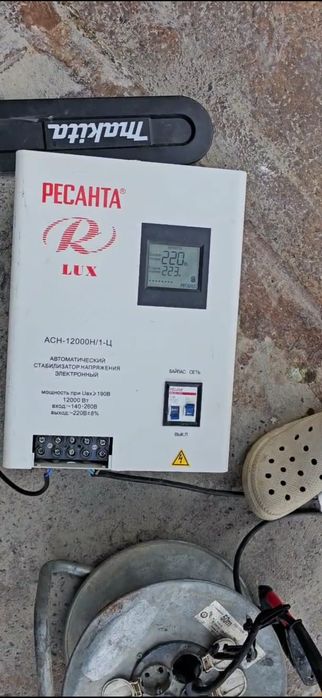 makita
РЕСАНТА®
R
LUX
220
223
РЕСАНТА
АСН-12000Н/1-Ц
АВТОМАТИЧЕСКИЙ
СТАБИЛИЗАТОР НАПРЯЖЕНИЯ
ЭЛЕКТРОННЫЙ
мощность при Uвх≥190В
12000 Вт
вход:~140-260В
выход:~220В±8%
БАЙПАС СЕТЬ
ВЫКЛ